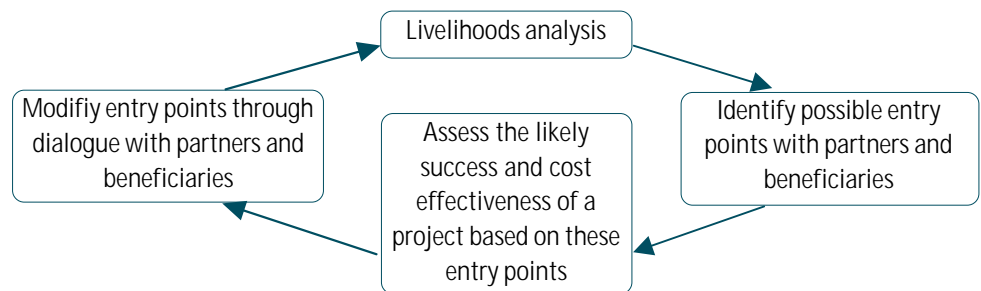 Livelihoods analysis
Identify possible entry
points with partners and
beneficiaries
Assess the likely
success and cost
effectiveness of a
project based on these
entry points
Modifiy entry points through
dialogue with partners and
beneficiaries